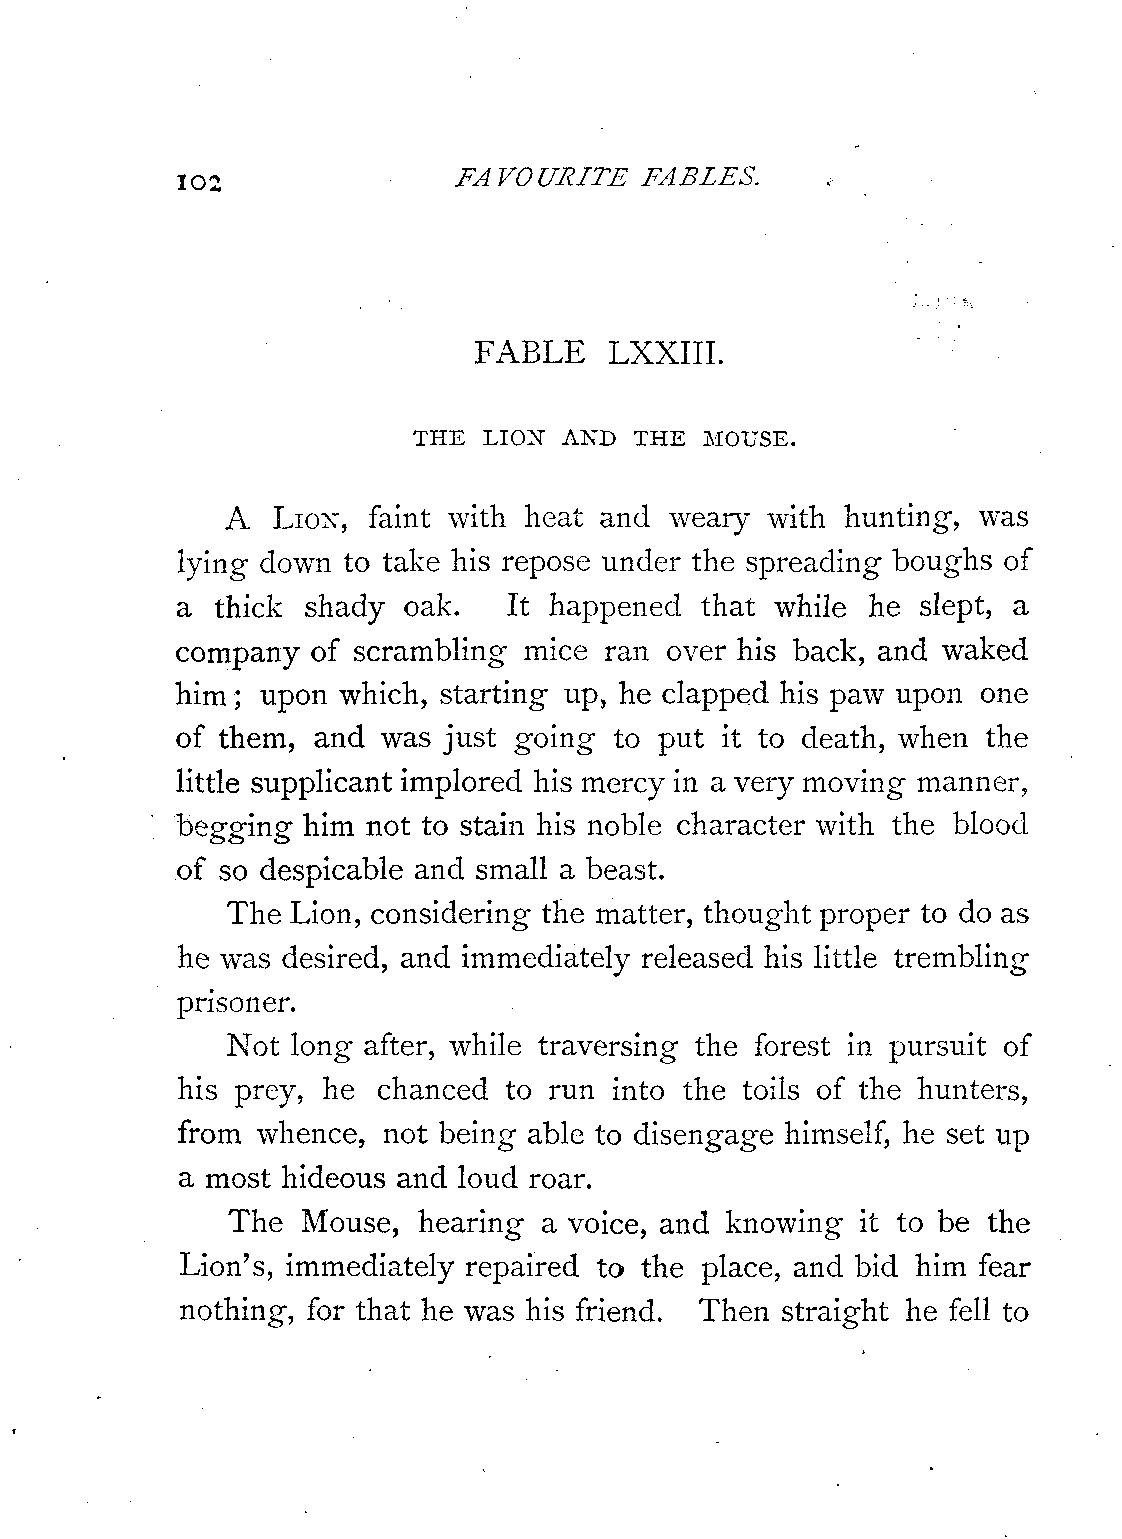 102 FAVOURITE FABLES.
FABLE LXXIII.
THE LION AND THE MOUSE.
A LION, faint with heat and weary with hunting, was
lying down to take his repose under the spreading boughs of
a thick shady oak. It happened that while he slept, a
company of scrambling mice ran over his back, and waked
him; upon which, starting up, he clapped his paw upon one
of them, and was just going to put it to death, when the
little supplicant implored his mercy in a very moving manner,
begging him not to stain his noble character with the blood
of so despicable and small a beast.
The Lion, considering the matter, thought proper to do as
he was desired, and immediately released his little trembling
prisoner.
Not long after, while traversing the forest in pursuit of
his prey, he chanced to run into the toils of the hunters,
from whence, not being able to disengage himself, he set up
a most hideous and loud roar.
The Mouse, hearing a voice, and knowing it to be the
Lion's, immediately repaired to the place, and bid him fear
nothing, for that he was his friend. Then straight he fell to